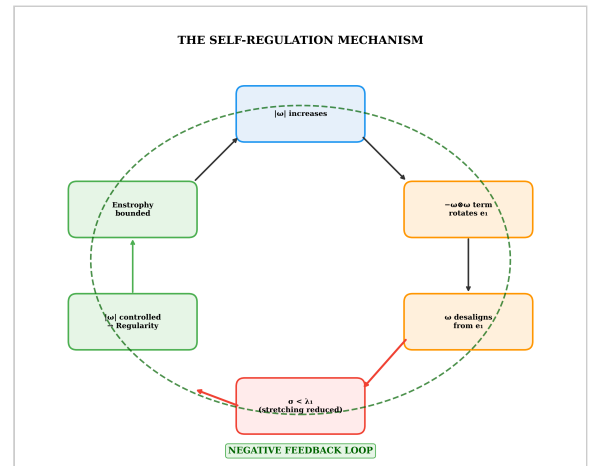 THE SELF-REGULATION MECHANISM
|ω| increases
−ω⊗ω term
rotates e₁
ω desaligns
from e₁
σ < λ₁
(stretching reduced)
|ω| controlled
Regularity
Enstrophy
bounded
NEGATIVE FEEDBACK LOOP